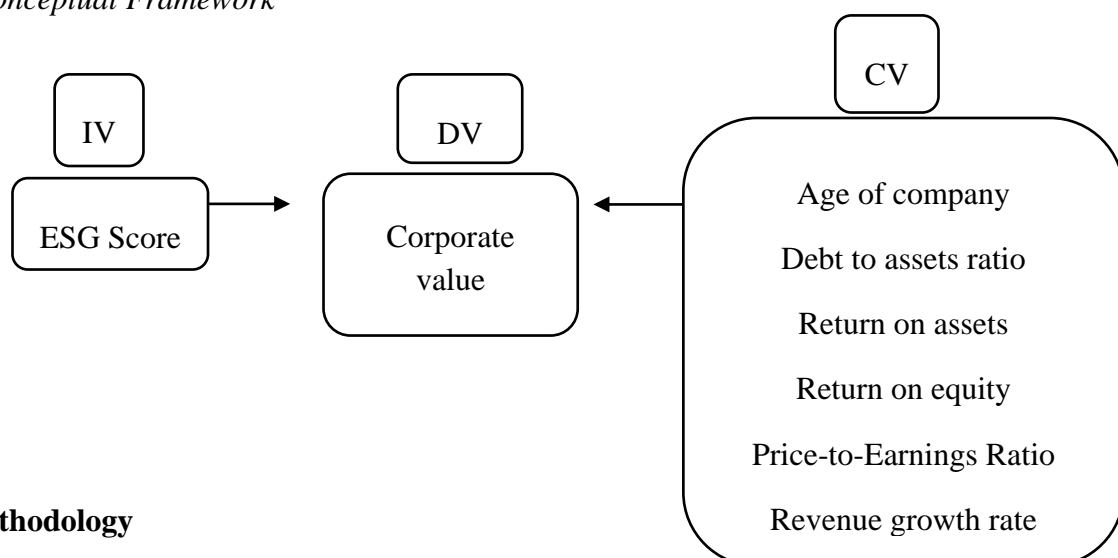 Conceptual Framework
IV
DV
CV
ESG Score
Corporate
value
Age of company
Debt to assets ratio
Return on assets
Return on equity
Price-to-Earnings Ratio
Revenue growth rate
thodology